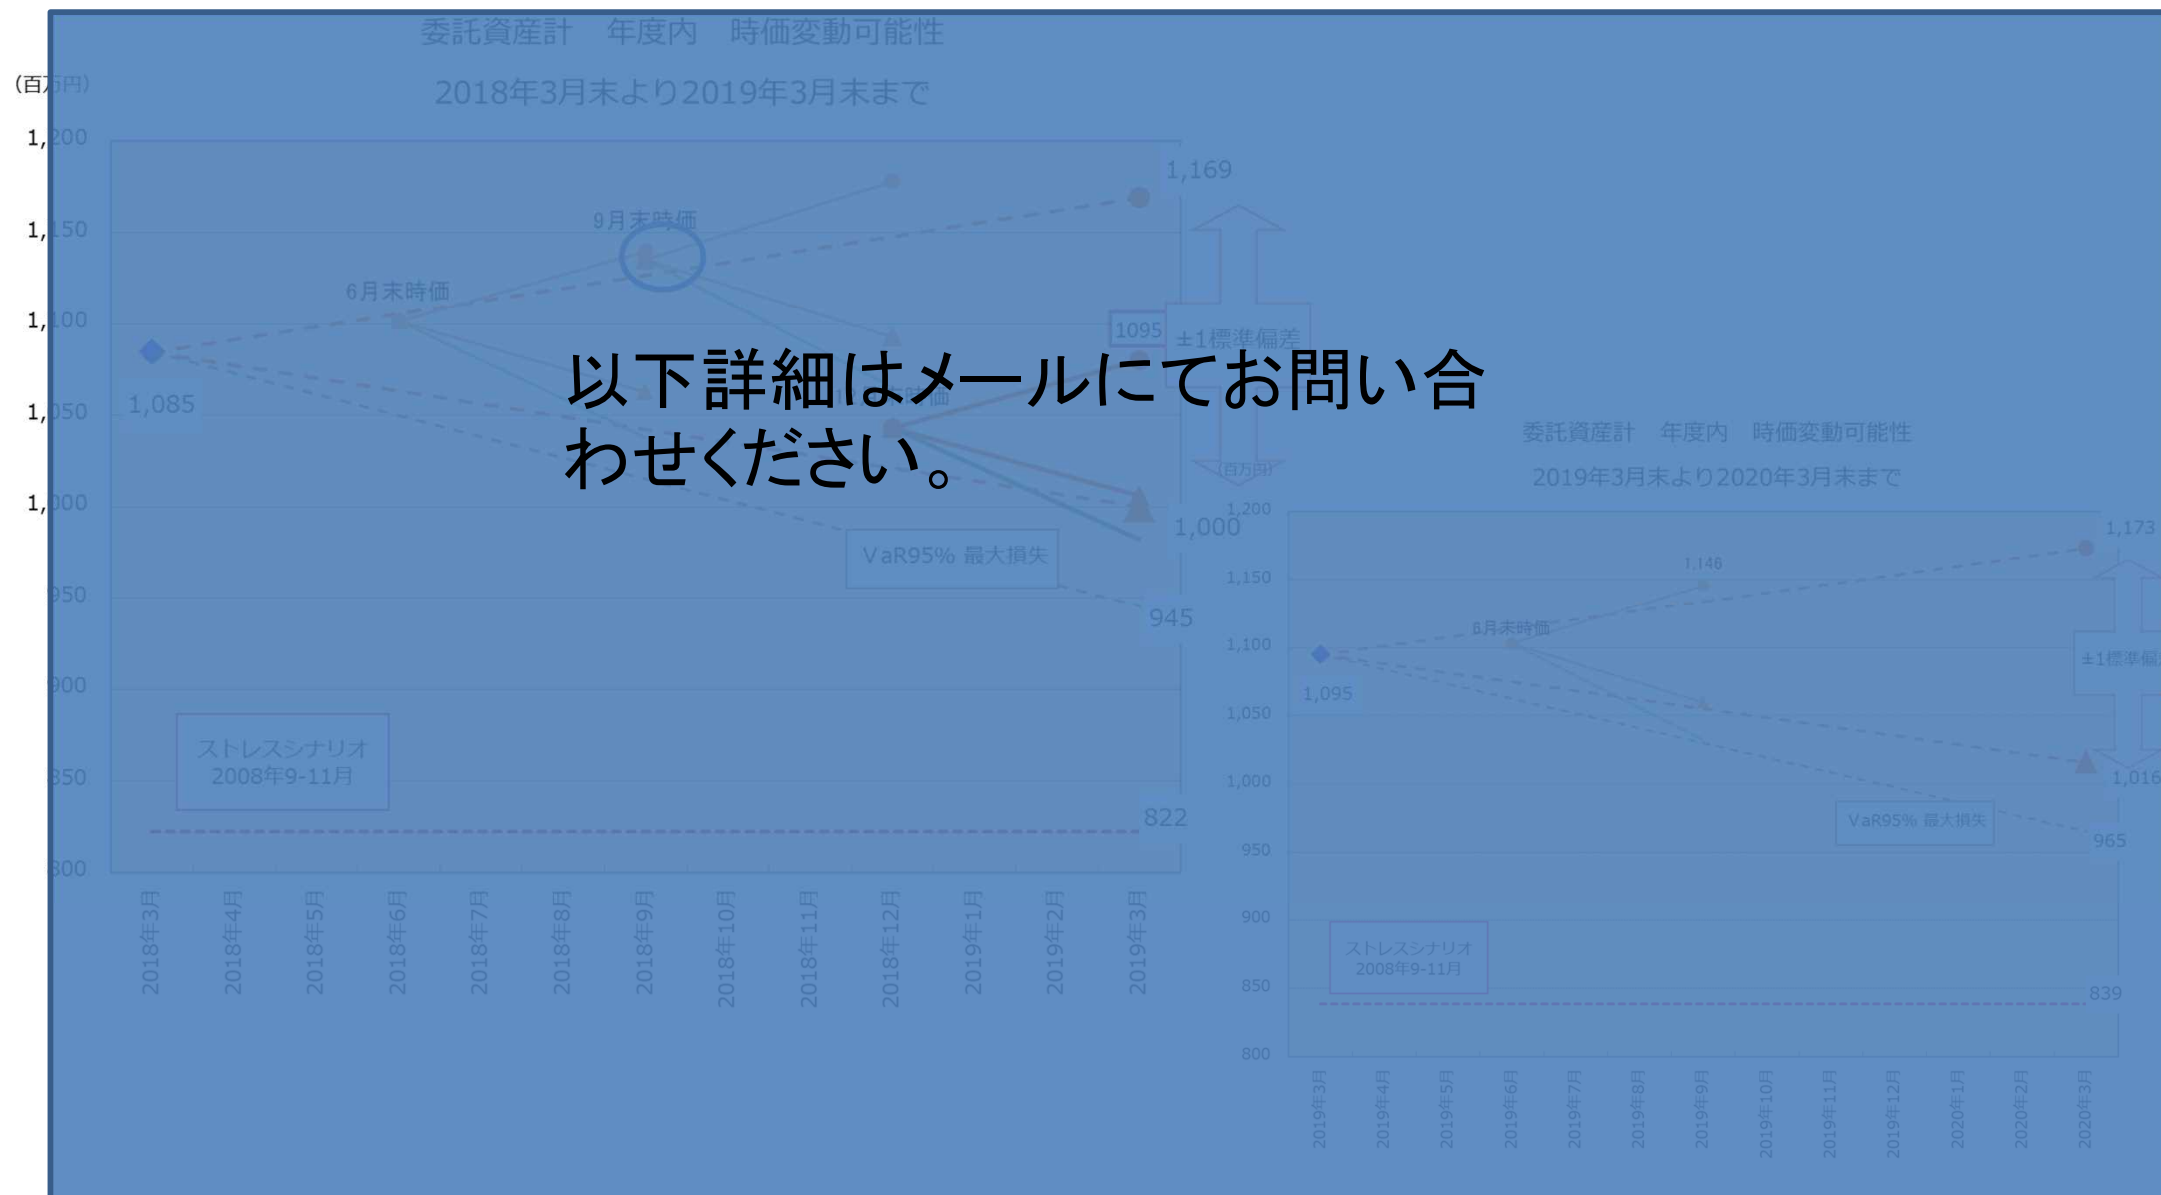 委託資産計　年度内　時価変動可能性
2018年3月末より2019年3月末まで
(百万円)
1,200
1,150
1,100
1,050
1,000
950
900
850
800
1,169
9月末時価
6月末時価
1095
±1標準偏差
1,085
12月末時価
以下詳細はメールにてお問い合
わせください。
1,000
VaR95% 最大損失
945
ストレスシナリオ
2008年9-11月
822
2018年3月
2018年4月
2018年5月
2018年6月
2018年7月
2018年8月
2018年9月
2018年10月
2018年11月
2018年12月
2019年1月
2019年2月
2019年3月
委託資産計　年度内　時価変動可能性
2019年3月末より2020年3月末まで
(百万円)
1,200
1,150
1,100
1,050
1,000
950
900
850
800
1,173
1,146
6月末時価
±1標準偏
1,095
1,016
VaR95% 最大損失
965
ストレスシナリオ
2008年9-11月
839
2019年3月
2019年4月
2019年5月
2019年6月
2019年7月
2019年8月
2019年9月
2019年10月
2019年11月
2019年12月
2020年1月
2020年2月
2020年3月